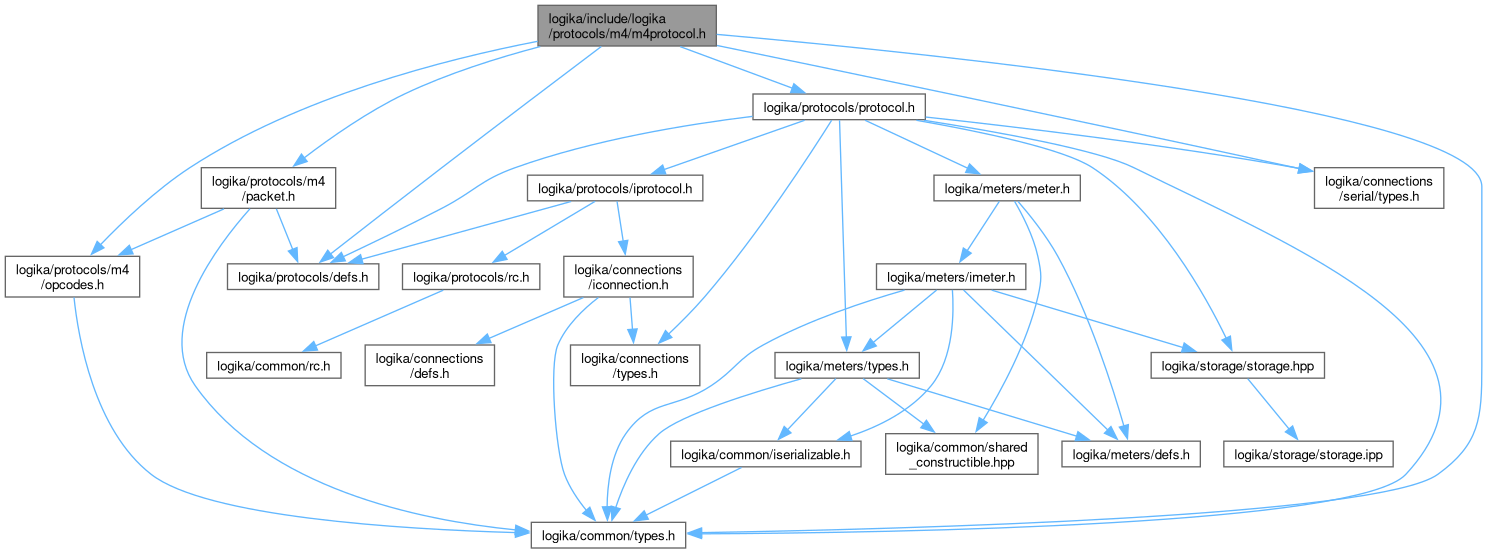 logika/include/logika
/protocols/m4/m4protocol.h
logika/protocols/protocol.h
logika/protocols/m4
/packet.h
logika/protocols/iprotocol.h
logika/meters/meter.h
logika/connections
/serial/types.h
logika/protocols/m4
/opcodes.h
logika/protocols/defs.h
logika/protocols/rc.h
logika/connections
/iconnection.h
logika/meters/imeter.h
logika/common/rc.h
logika/connections
/defs.h
logika/connections
/types.h
logika/meters/types.h
logika/storage/storage.hpp
logika/common/iserializable.h
logika/common/shared
_constructible.hpp
logika/meters/defs.h
logika/storage/storage.ipp
logika/common/types.h